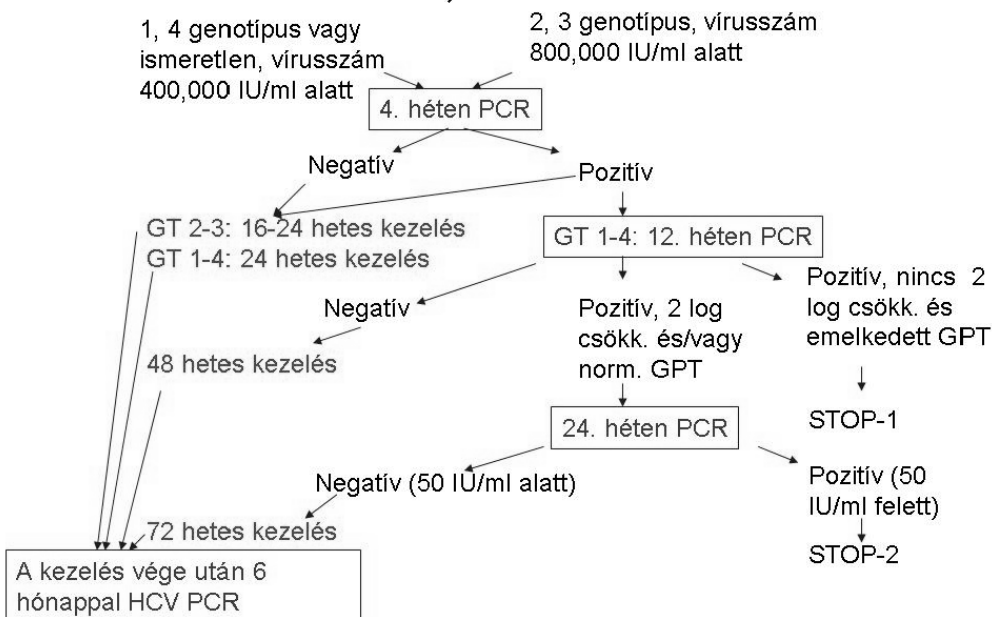 1, 4 genotípus vagy
ismeretlen, vírusszám
400,000 IU/ml alatt
2, 3 genotípus, vírusszám
800,000 IU/ml alatt
4. héten PCR
Negatív
Pozitív
GT 2-3: 16-24 hetes kezelés
GT 1-4: 24 hetes kezelés
GT 1-4: 12. héten PCR
Negatív
Pozitív, 2 log
csökk. és/vagy
norm. GPT
Pozitív, nincs 2
log csökk. és
emelkedett GPT
48 hetes kezelés
STOP-1
24. héten PCR
Negatív (50 IU/ml alatt)
Pozitív (50
IU/ml felett)
72 hetes kezelés
STOP-2
A kezelés vége után 6
hónappal HCV PCR